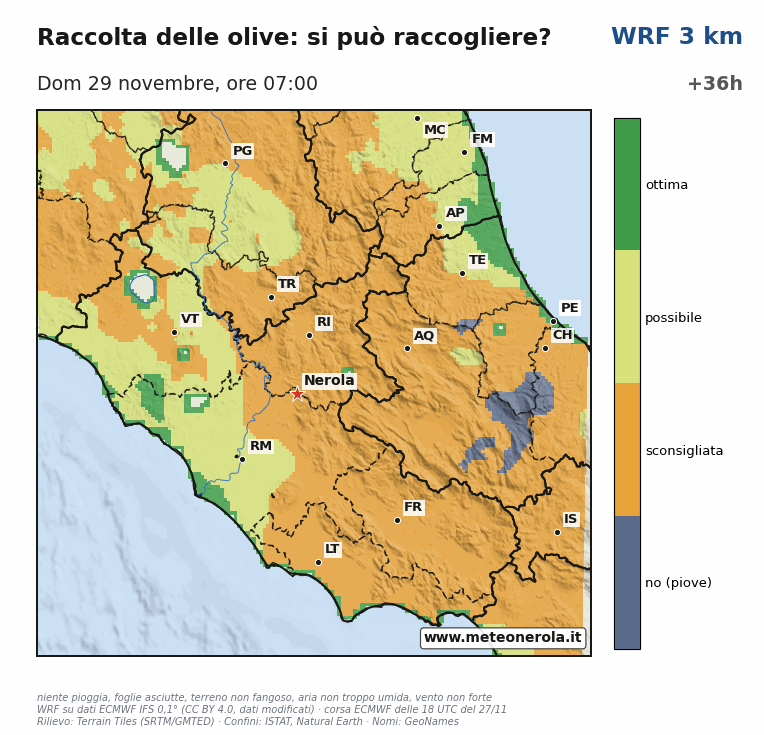 Raccolta delle olive: si può raccogliere?
WRF 3 km
Dom 29 novembre, ore 07:00
+36h
MC
FM
PG
AP
TE
TR
PE
VT
RI
AQ
CH
Nerola
RM
FR
IS
LT
www.meteonerola.it
ottima
possibile
sconsigliata
no (piove)
niente pioggia, foglie asciutte, terreno non fangoso, aria non troppo umida, vento non forte
WRF su dati ECMWF IFS 0,1° (CC BY 4.0, dati modificati) · corsa ECMWF delle 18 UTC del 27/11
Rilievo: Terrain Tiles (SRTM/GMTED) · Confini: ISTAT, Natural Earth · Nomi: GeoNames